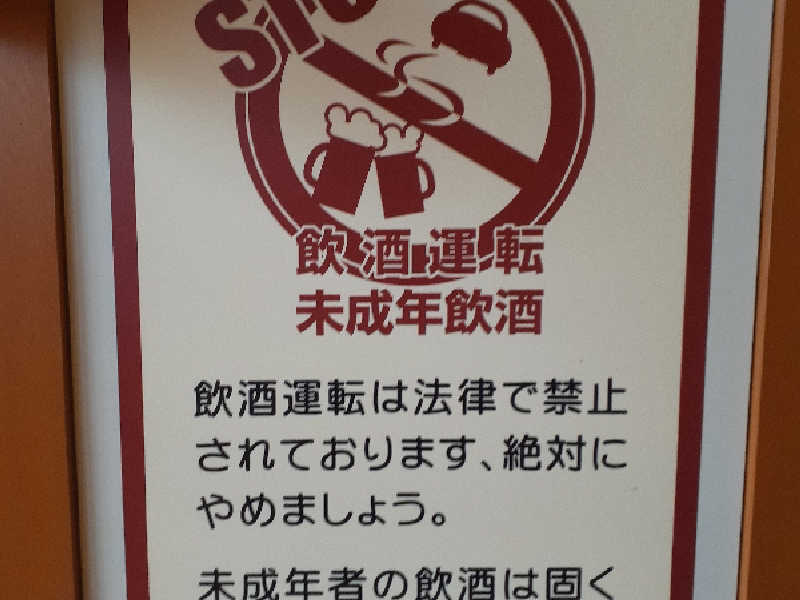 STO
飲酒運転
未成年飲酒
飲酒運転は法律で禁止
されております、絶対に
やめましょう。
未成年者の飲酒は固く